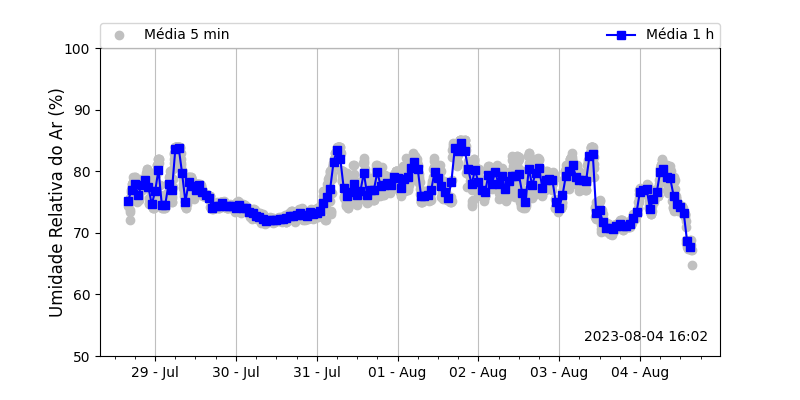 Média 5 min
Média 1 h
Umidade Relativa do Ar (%)
100
90
80
70
60
50
2023-08-04 16:02
29 - Jul
30 - Jul
31 - Jul
01 - Aug
02 - Aug
03 - Aug
04 - Aug